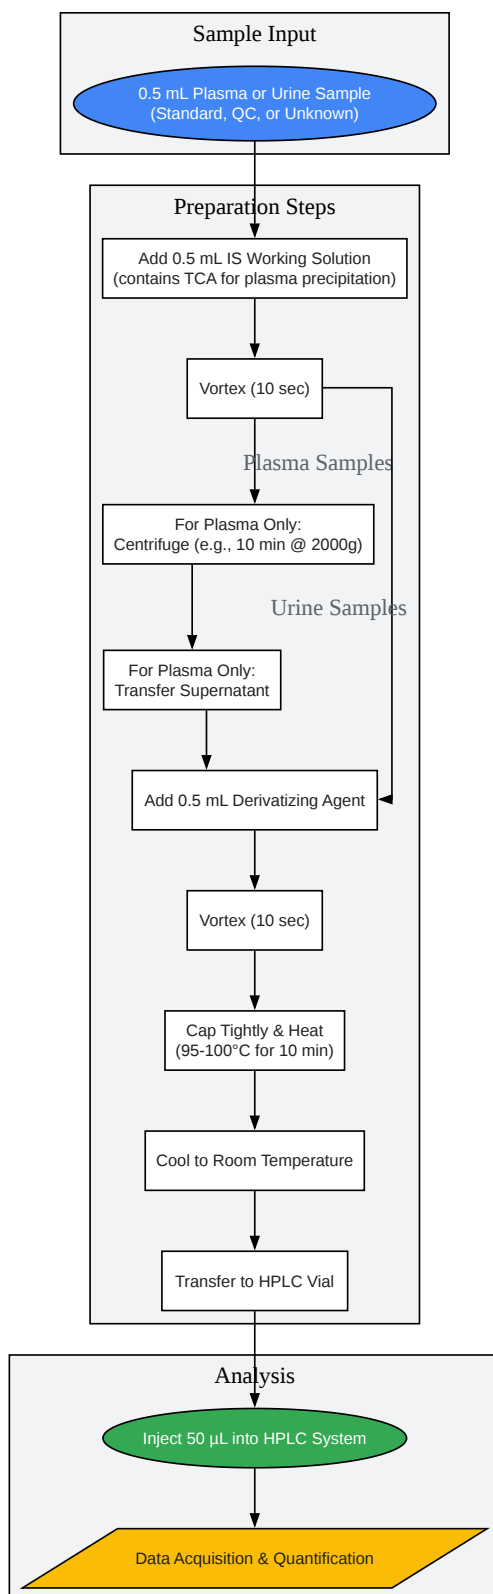 Sample Input
0.5 mL Plasma or Urine Sample
(Standard, QC, or Unknown)
Preparation Steps
Add 0.5 mL IS Working Solution
(contains TCA for plasma precipitation)
Vortex (10 sec)
Plasma Samples
For Plasma Only:
Centrifuge (e.g., 10 min @ 2000g)
Urine Samples
For Plasma Only:
Transfer Supernatant
Add 0.5 mL Derivatizing Agent
Vortex (10 sec)
Cap Tightly & Heat
(95-100°C for 10 min)
Cool to Room Temperature
Transfer to HPLC Vial
Analysis
Inject 50 µL into HPLC System
Data Acquisition & Quantification